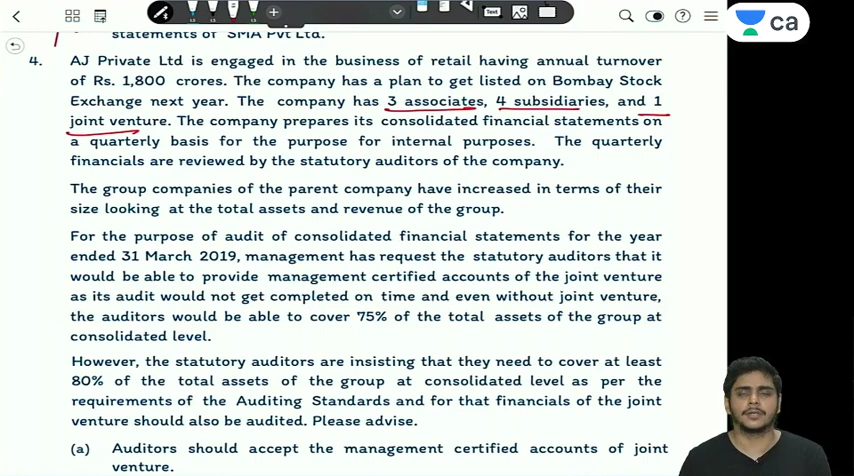 Text
ca
statements of SMA Pvt Ltd.
4. AJ Private Ltd is engaged in the business of retail having annual turnover
of Rs. 1,800 crores. The company has a plan to get listed on Bombay Stock
Exchange next year. The company has 3 associates, 4 subsidiaries, and 1
joint venture. The company prepares its consolidated financial statements on
a quarterly basis for the purpose for internal purposes. The quarterly
financials are reviewed by the statutory auditors of the company.
The group companies of the parent company have increased in terms of their
size looking at the total assets and revenue of the group.
For the purpose of audit of consolidated financial statements for the year
ended 31 March 2019, management has request the statutory auditors that it
would be able to provide management certified accounts of the joint venture
as its audit would not get completed on time and even without joint venture,
the auditors would be able to cover 75% of the total assets of the group at
consolidated level.
However, the statutory auditors are insisting that they need to cover at least
80% of the total assets of the group at consolidated level as per the
requirements of the Auditing Standards and for that financials of the joint
venture should also be audited. Please advise.
(a) Auditors should accept the management certified accounts of joint
venture.